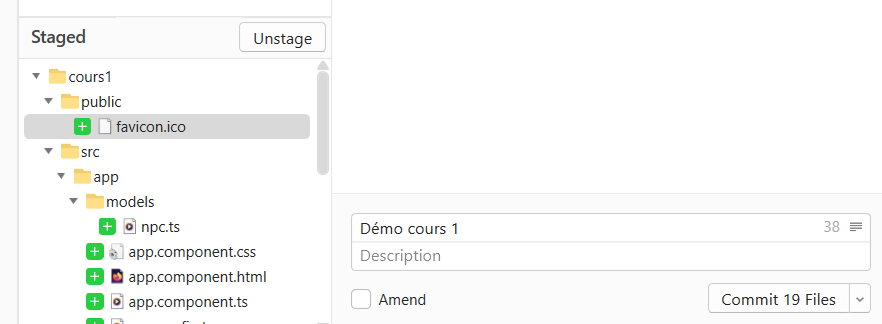 Staged
Unstage
cours1
public
favicon.ico
src
app
models
npc.ts
app.component.css
app.component.html
app.component.ts
Démo cours 1
38
Description
Amend
Commit 19 Files